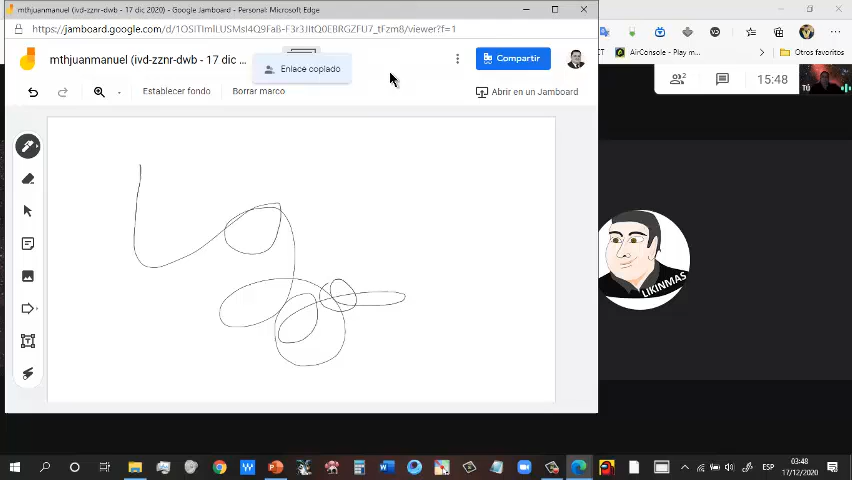 mthjuanmanuel (ivd-zznr-dwb - 17 dic 2020) - Google Jamboard - Personal: Microsoft Edge
mthjuanmanuel (ivd-zznr-dwb - 17 dic ...
Enlace copiado
Compartir
Establecer fondo
Borrar marco
Abrir en un Jamboard
ET
AirConsole - Play m...
Otros favoritos
2
15:48
Tú
LIKINMAS
ESP
03:48
17/12/2020